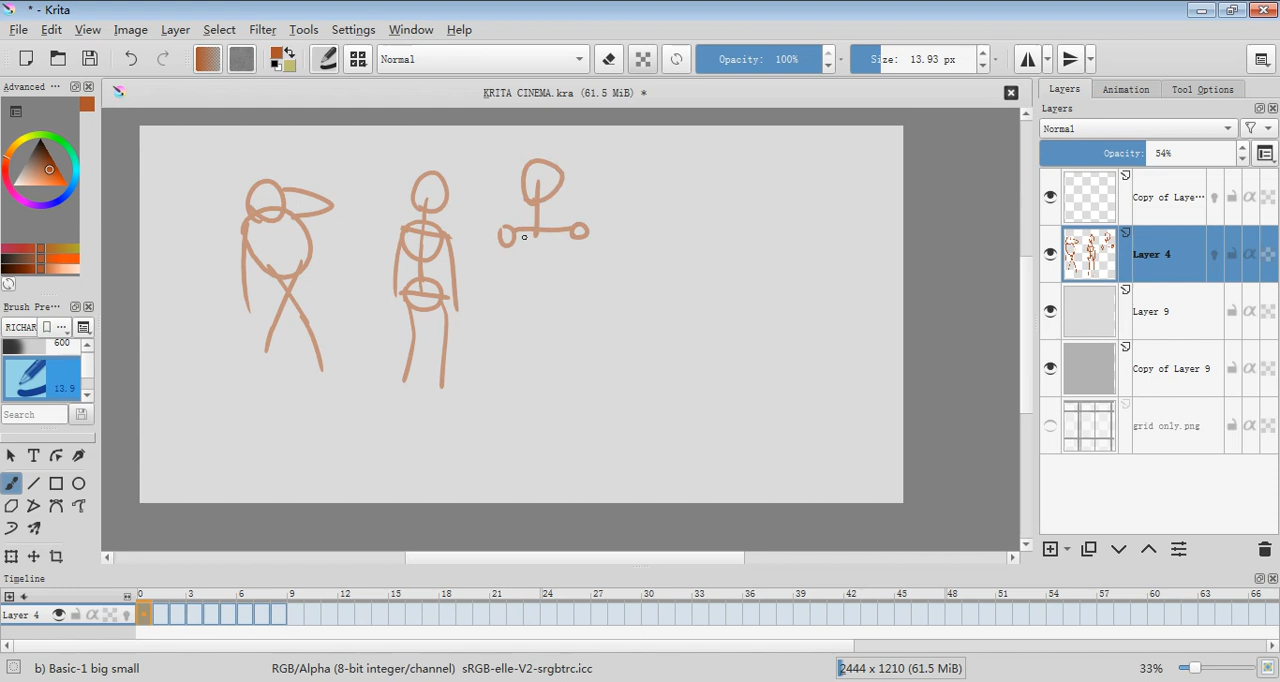 * - Krita
File Edit View Image Layer Select Filter Tools Settings Window Help
Normal Opacity: 100% Size: 13.93 px
Advanced ···
KRITA CINEMA.kra (61.5 MiB) *
Layers Animation Tool Options
Layers
Normal
Opacity: 54%
Copy of Laye···
Layer 4
Layer 9
Copy of Layer 9
grid only.png
Brush Pre···
RICHAR ···
600
13.9
Search
Timeline
0 3 6 9 12 15 18 21 24 27 30 33 36 39 42 45 48 51 54 57 60 63 66
Layer 4
b) Basic-1 big small RGB/Alpha (8-bit integer/channel) sRGB-elle-V2-srgbtrc.icc 2444 x 1210 (61.5 MiB) 33%